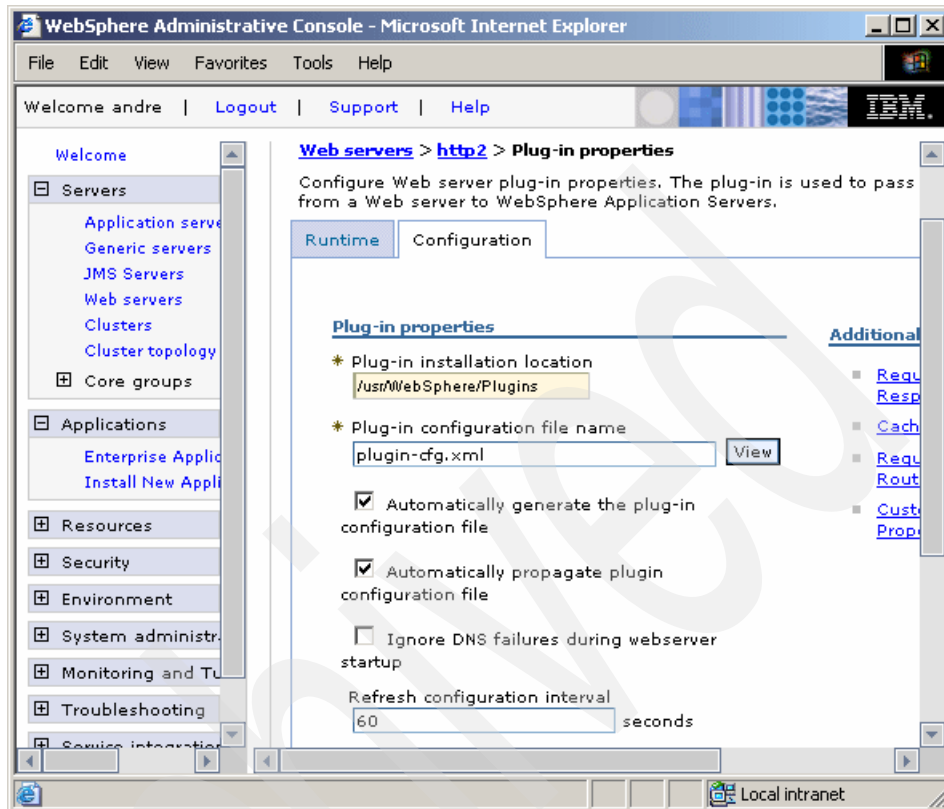 WebSphere Administrative Console - Microsoft Internet Explorer
File Edit View Favorites Tools Help
Welcome andre | Logout | Support | Help
IBM.
Welcome
Servers
Application serve
Generic servers
JMS Servers
Web servers
Clusters
Cluster topology
Core groups
Applications
Enterprise Applic
Install New Appli
Resources
Security
Environment
System administr
Monitoring and Tu
Troubleshooting
Service integration
Web servers > http2 > Plug-in properties
Configure Web server plug-in properties. The plug-in is used to pass
from a Web server to WebSphere Application Servers.
Runtime
Configuration
Plug-in properties
* Plug-in installation location
/usr/WebSphere/Plugins
* Plug-in configuration file name
plugin-cfg.xml
View
Automatically generate the plug-in
configuration file
Automatically propagate plugin
configuration file
Ignore DNS failures during webserver
startup
Refresh configuration interval
60 seconds
Additional
Requ
Resp
Cach
Requ
Rout
Custo
Prope
Local intranet